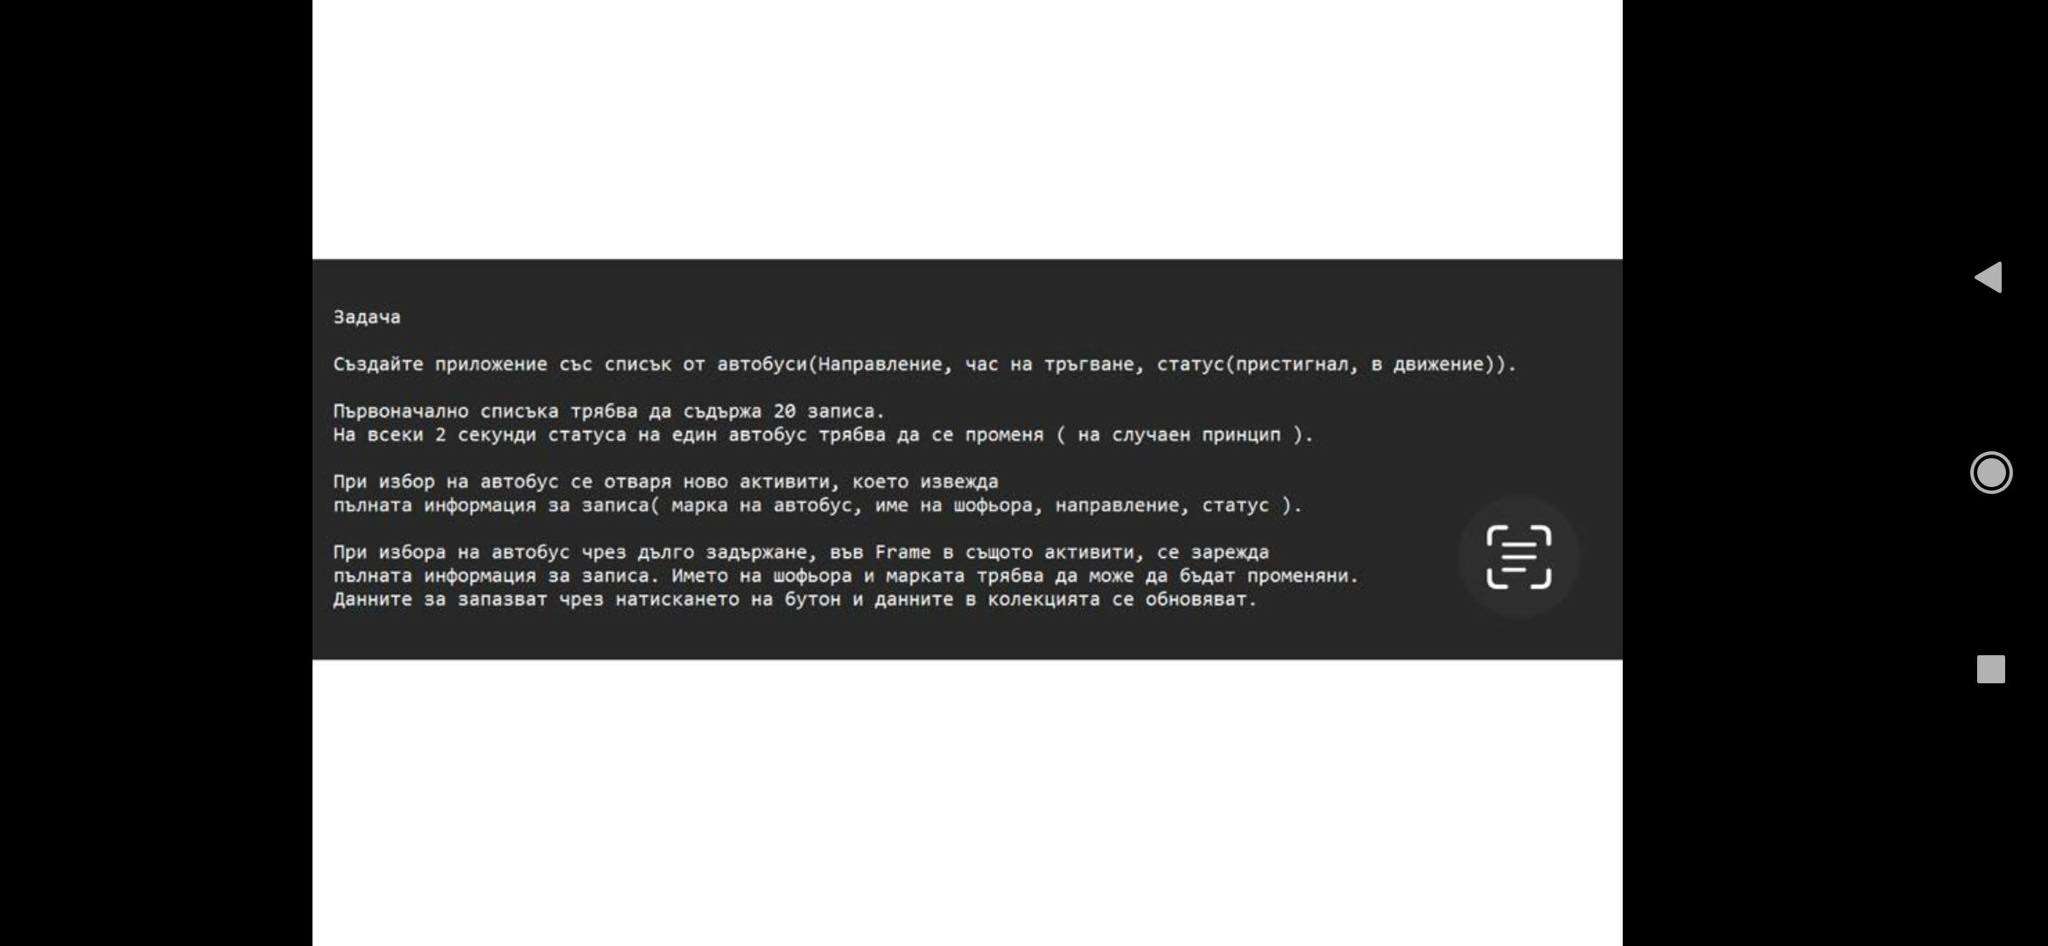 Задача
Създайте приложение със списък от автобуси(Направление, час на тръгване, статус(пристигнал, в движение)).
Първоначално списъка трябва да съдържа 20 записа.
На всеки 2 секунди статуса на един автобус трябва да се променя ( на случаен принцип ).
При избор на автобус се отваря ново активити, което извежда
пълната информация за записа( марка на автобус, име на шофьора, направление, статус ).
При избора на автобус чрез дълго задържане, във Frame в същото активити, се зарежда
пълната информация за записа. Името на шофьора и марката трябва да може да бъдат променяни.
Данните за запазват чрез натискането на бутон и данните в колекцията се обновяват.